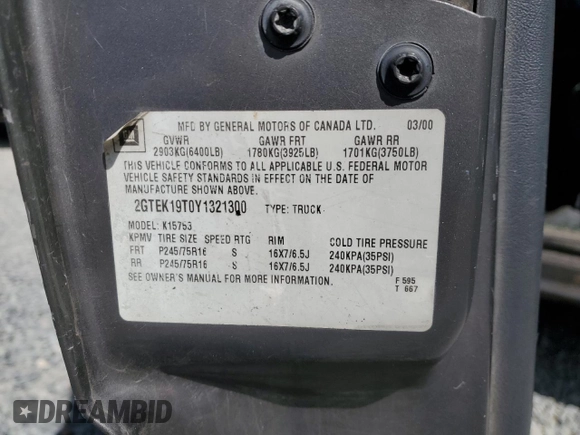 MFD BY GENERAL MOTORS OF CANADA LTD. 03/00
GVWR GAWR FRT GAWR RR
2903KG(6400LB) 1780KG(3925LB) 1701KG(3750LB)
THIS VEHICLE CONFORMS TO ALL APPLICABLE U.S. FEDERAL MOTOR
VEHICLE SAFETY STANDARDS IN EFFECT ON THE DATE OF
MANUFACTURE SHOWN ABOVE.
2GTEK19T0Y1321300 TYPE: TRUCK
MODEL: K15753
KPMV TIRE SIZE SPEED RTG RIM COLD TIRE PRESSURE
FRT P245/75R16 S 16X7/6.5J 240KPA(35PSI)
RR P245/75R16 S 16X7/6.5J 240KPA(35PSI)
SEE OWNER'S MANUAL FOR MORE INFORMATION.
F 595
T 667
DREAMBID